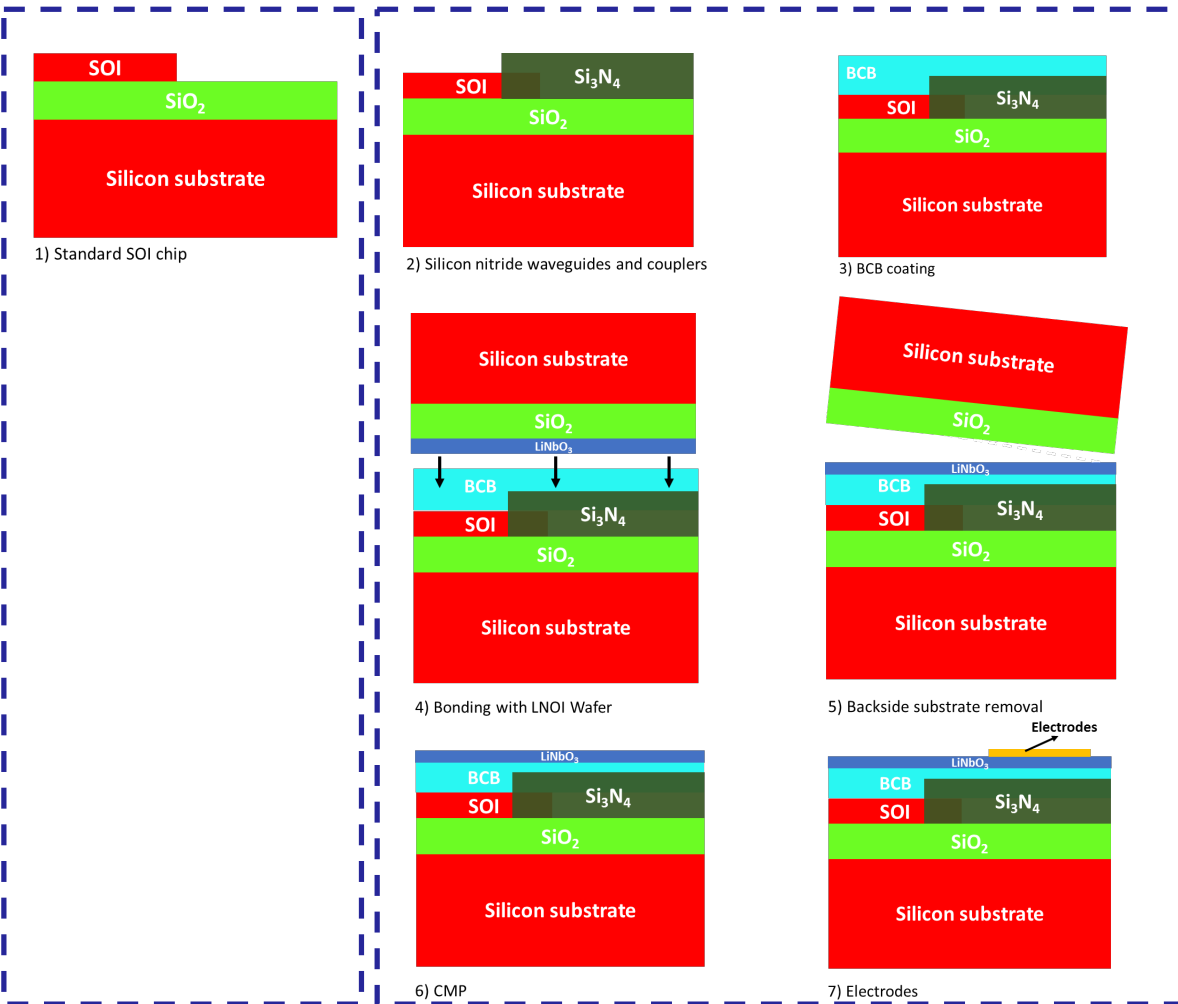 SOI
SiO₂
Silicon substrate
1) Standard SOI chip
Si₃N₄
SOI
SiO₂
Silicon substrate
2) Silicon nitride waveguides and couplers
BCB
Si₃N₄
SOI
SiO₂
Silicon substrate
3) BCB coating
Silicon substrate
SiO₂
LiNbO₃
BCB
Si₃N₄
SOI
SiO₂
Silicon substrate
4) Bonding with LNOI Wafer
Silicon substrate
SiO₂
LiNbO₃
BCB
Si₃N₄
SOI
SiO₂
Silicon substrate
5) Backside substrate removal
LiNbO₃
BCB
Si₃N₄
SOI
SiO₂
Silicon substrate
6) CMP
Electrodes
LiNbO₃
BCB
Si₃N₄
SOI
SiO₂
Silicon substrate
7) Electrodes